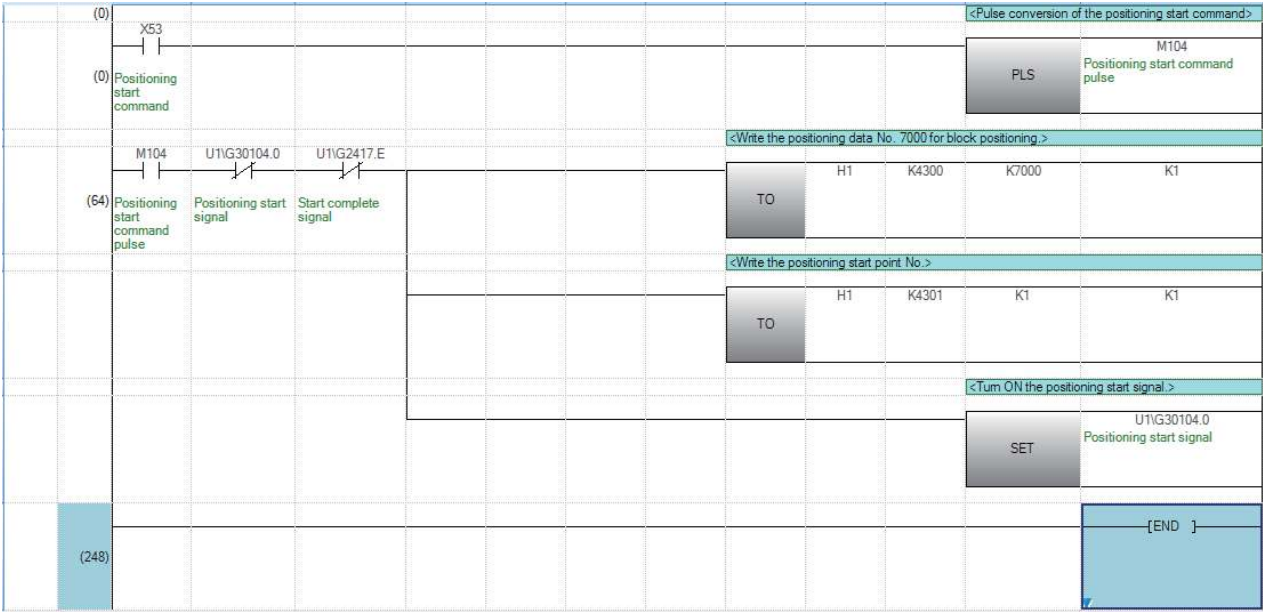 (0)
<Pulse conversion of the positioning start command>
X53
(0)
Positioning
start
command
PLS
M104
Positioning start command
pulse
<Write the positioning data No. 7000 for block positioning.>
M104
U1\G30104.0
U1\G2417.E
(64)
Positioning
start
command
pulse
Positioning start
signal
Start complete
signal
TO
H1
K4300
K7000
K1
<Write the positioning start point No.>
TO
H1
K4301
K1
K1
<Turn ON the positioning start signal.>
SET
U1\G30104.0
Positioning start signal
(248)
[END ]